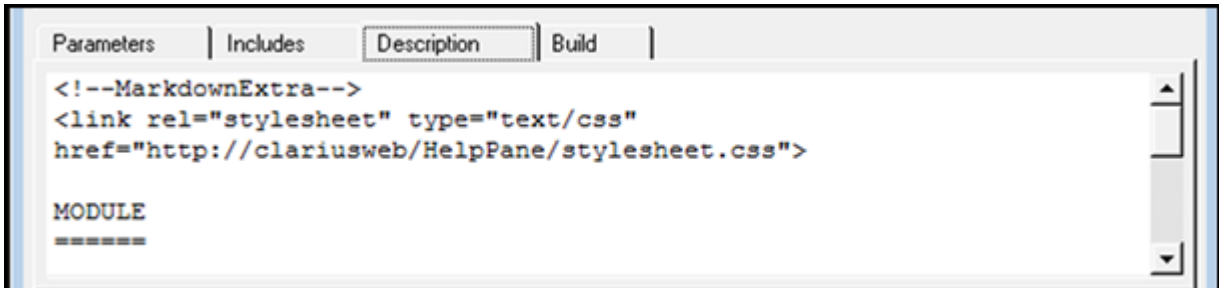 Parameters Includes Description Build
<!--MarkdownExtra-->
<link rel="stylesheet" type="text/css"
href="http://clariusweb/HelpPane/stylesheet.css">
MODULE
======